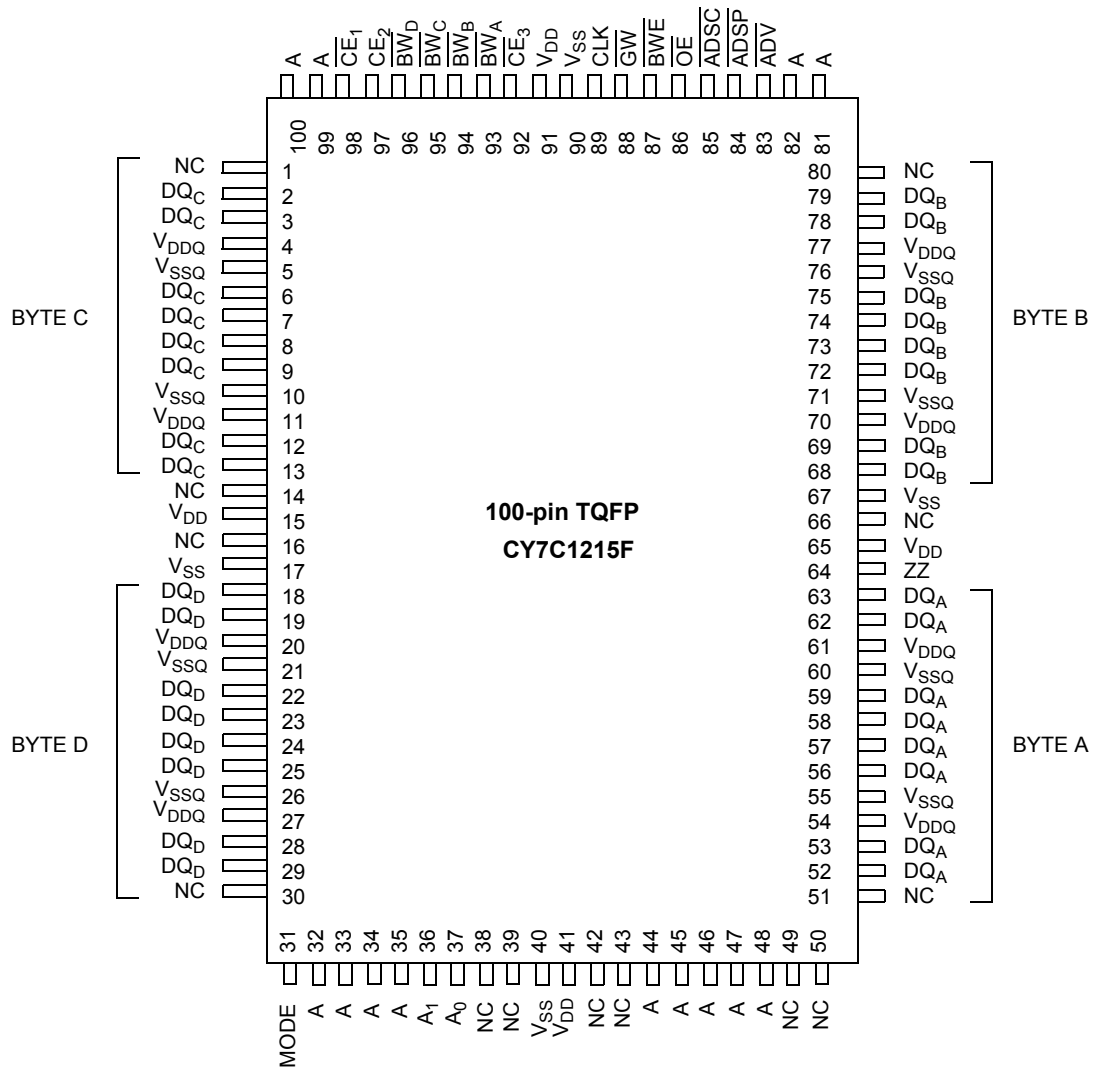 A
A
CE1
CE2
BWD
BWC
BWB
BWA
CE3
VDD
VSS
CLK
GW
BWE
OE
ADSC
ADSP
ADV
A
A
100
99
98
97
96
95
94
93
92
91
90
89
88
87
86
85
84
83
82
81
BYTE C
BYTE D
NC 1
DQC 2
DQC 3
VDDQ 4
VSSQ 5
DQC 6
DQC 7
DQC 8
DQC 9
VSSQ 10
VDDQ 11
DQC 12
DQC 13
NC 14
VDD 15
NC 16
VSS 17
DQD 18
DQD 19
VDDQ 20
VSSQ 21
DQD 22
DQD 23
DQD 24
DQD 25
VSSQ 26
VDDQ 27
DQD 28
DQD 29
NC 30
100-pin TQFP
CY7C1215F
80 NC
79 DQB
78 DQB
77 VDDQ
76 VSSQ
75 DQB
74 DQB
73 DQB
72 DQB
71 VSSQ
70 VDDQ
69 DQB
68 DQB
67 VSS
66 NC
65 VDD
64 ZZ
63 DQA
62 DQA
61 VDDQ
60 VSSQ
59 DQA
58 DQA
57 DQA
56 DQA
55 VSSQ
54 VDDQ
53 DQA
52 DQA
51 NC
BYTE B
BYTE A
31
32
33
34
35
36
37
38
39
40
41
42
43
44
45
46
47
48
49
50
MODE
A
A
A
A
A1
A0
NC
NC
VSS
VDD
NC
NC
A
A
A
A
A
NC
NC